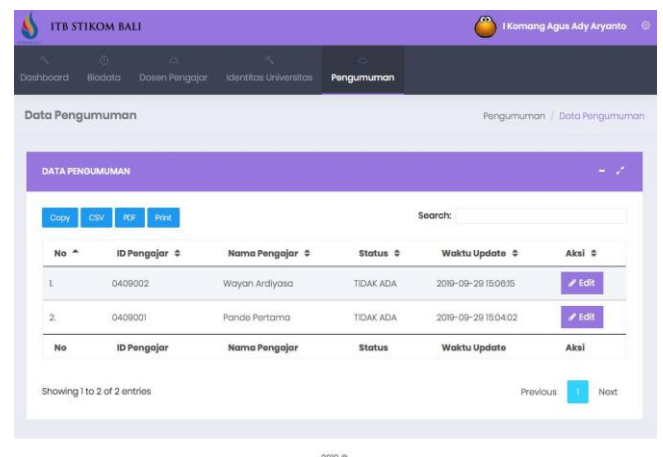 ITB STIKOM BALI
I Komang Agus Ady Aryanto
Dashboard Biodata Dosen Pengajar Identitas Universitas Pengumuman
Data Pengumuman
Pengumuman / Data Pengumuman
DATA PENGUMUMAN
Copy CSV PDF Print
Search:
No ID Pengajar Nama Pengajar Status Waktu Update Aksi
1. 0409002 Wayan Ardiyasa TIDAK ADA 2019-09-29 15:06:15 Edit
2. 0409001 Pande Pertama TIDAK ADA 2019-09-29 15:04:02 Edit
No ID Pengajar Nama Pengajar Status Waktu Update Aksi
Showing 1 to 2 of 2 entries
Previous 1 Next
2019 ©